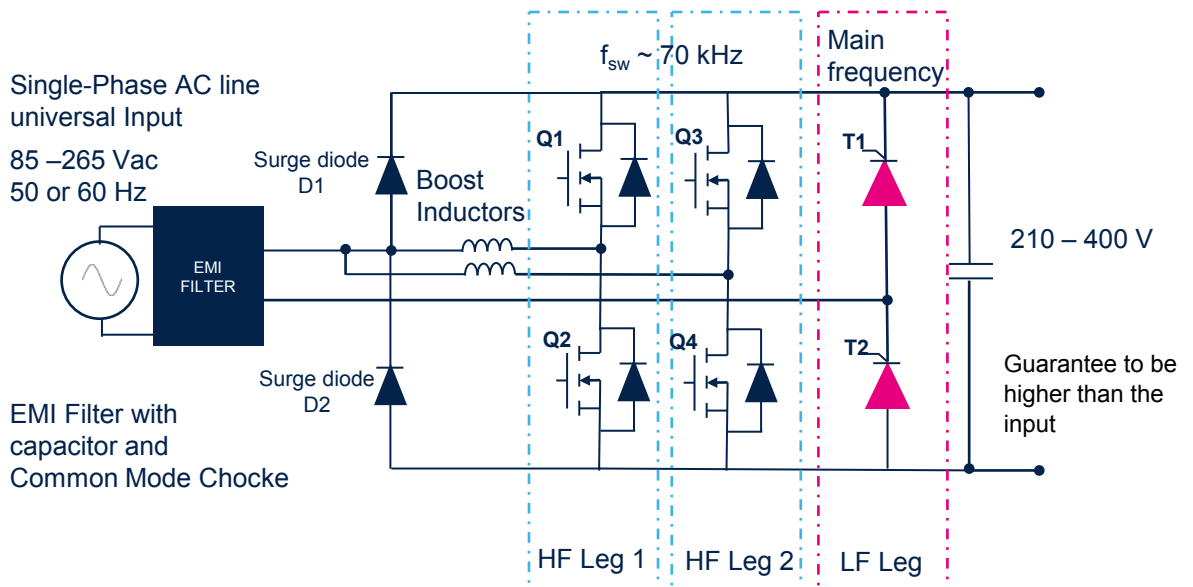 Single-Phase AC line
universal Input
85 –265 Vac
50 or 60 Hz
EMI
FILTER
EMI Filter with
capacitor and
Common Mode Chocke
Surge diode
D1
Surge diode
D2
Boost
Inductors
fsw ~ 70 kHz
Q1
Q2
Q3
Q4
HF Leg 1
HF Leg 2
Main
frequency
T1
T2
LF Leg
210 – 400 V
Guarantee to be
higher than the
input